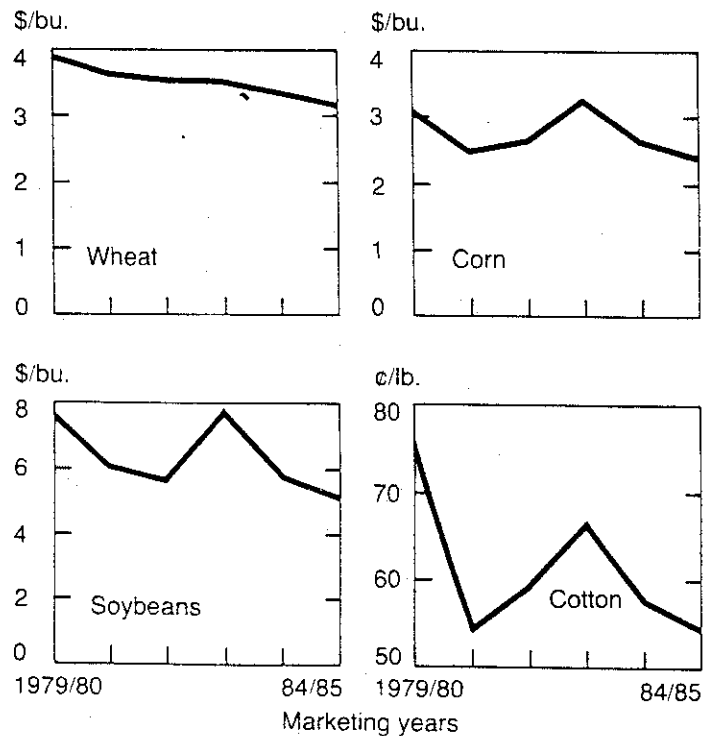 $/bu.
4
3
2
1
0
Wheat
$/bu.
4
3
2
1
0
Corn
$/bu.
8
6
4
2
0
Soybeans
1979/80 84/85
¢/lb.
80
70
60
50
Cotton
1979/80 84/85
Marketing years